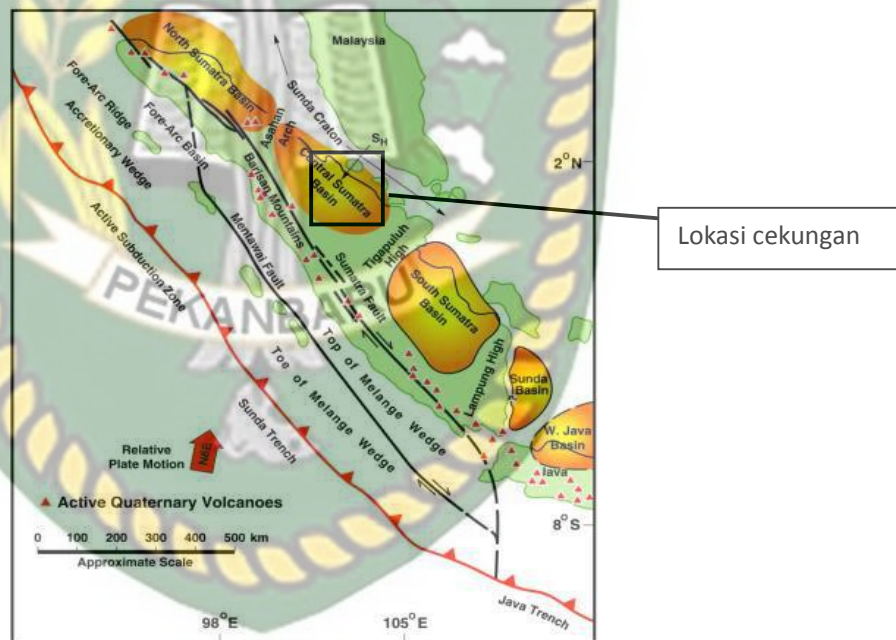 North Sumatra Basin
Malaysia
Fore-Arc Ridge
Accretionary Wedge
Fore-Arc Basin
Asahan
Arch
Sunda Craton
SH
2°N
Central Sumatra
Basin
Barisan Mountains
Lokasi cekungan
Active Subduction Zone
Mentawai Fault
Tigapuluh
High
Sumatra Fault
South Sumatra
Basin
PEKANBARU
Top of Melange Wedge
Toe of Melange Wedge
Lampung High
Sunda
Basin
W. Java
Basin
Java
Sunda Trench
Relative
Plate Motion
N6E
Active Quaternary Volcanoes
8°S
0 100 200 300 400 500 km
Approximate Scale
Java Trench
98°E
105°E